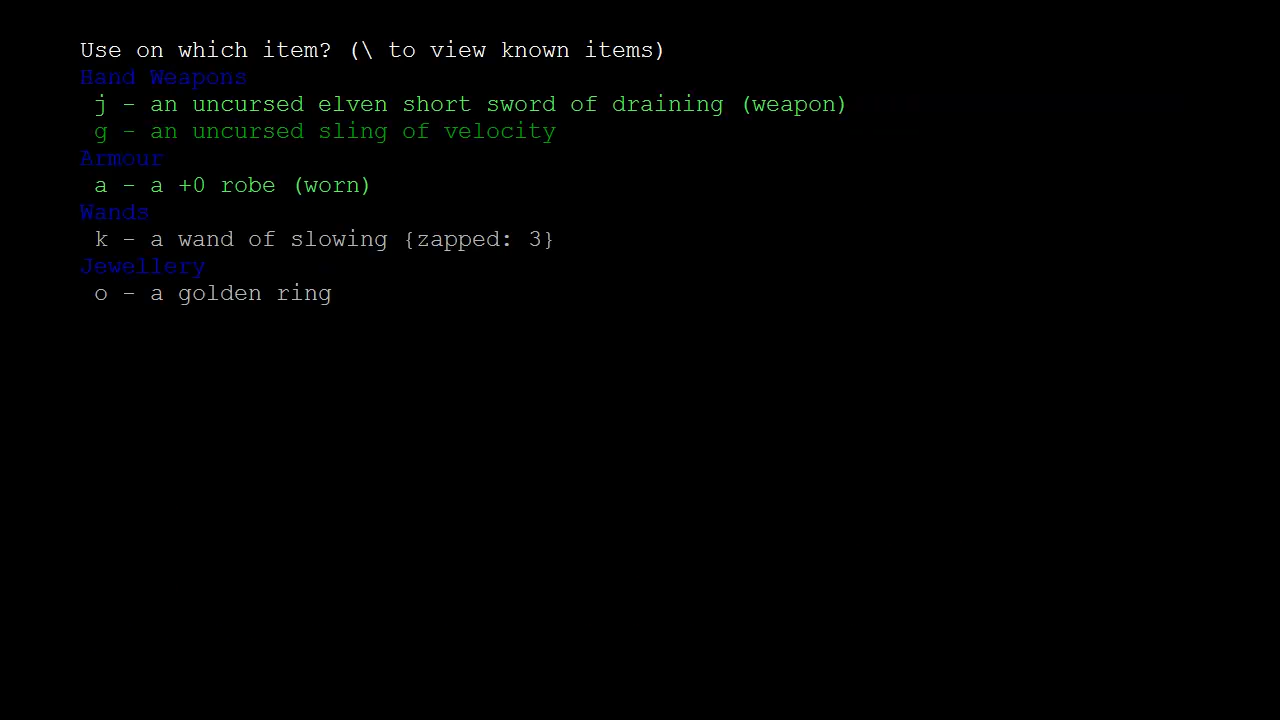 Use on which item? (\ to view known items)
Hand Weapons
j - an uncursed elven short sword of draining (weapon)
g - an uncursed sling of velocity
Armour
a - a +0 robe (worn)
Wands
k - a wand of slowing {zapped: 3}
Jewellery
o - a golden ring